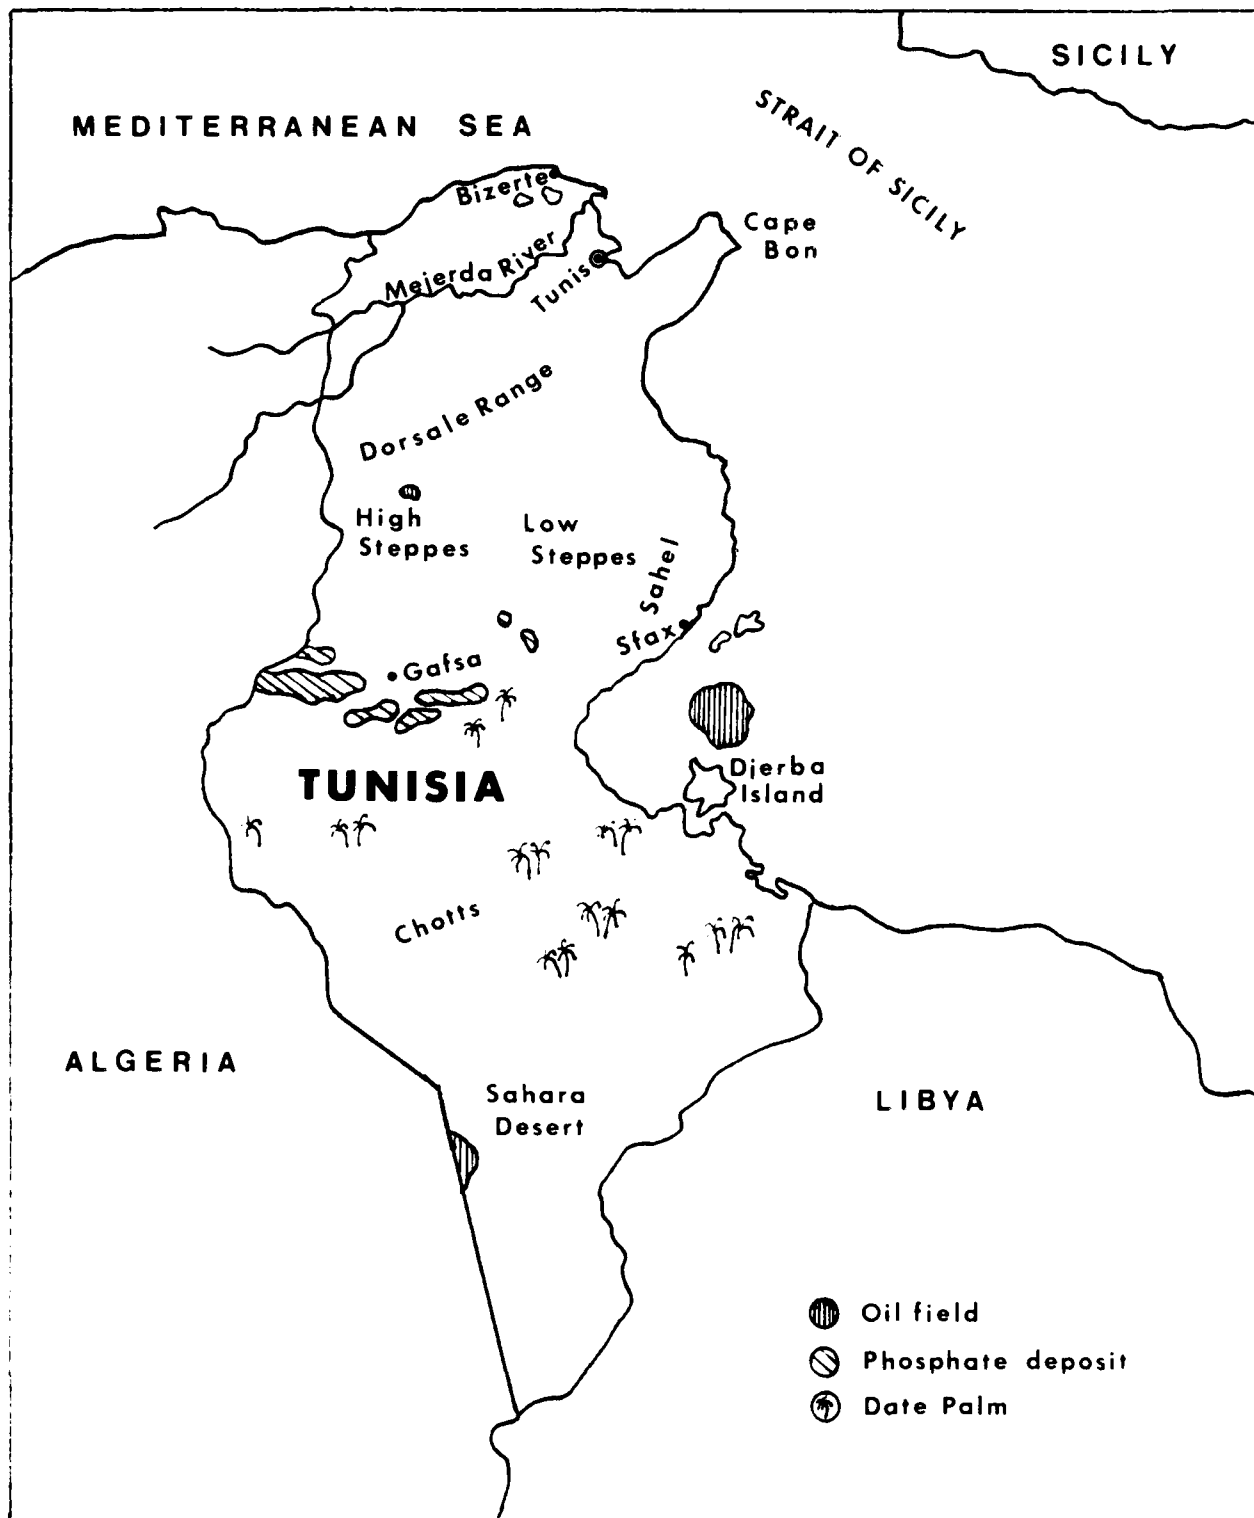 SICILY
MEDITERRANEAN SEA
STRAIT OF SICILY
Bizerte
Cape
Bon
Mejerda River
Tunis
Dorsale Range
High
Steppes
Low
Steppes
Sahel
Sfax
Gafsa
TUNISIA
Djerba
Island
Chotts
ALGERIA
Sahara
Desert
LIBYA
Oil field
Phosphate deposit
Date Palm